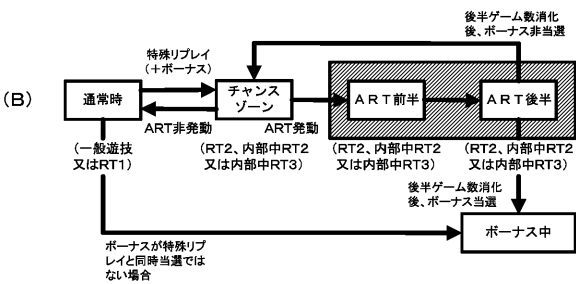 後半ゲーム数消化
後、ボーナス非当選
特殊リプレイ
（＋ボーナス）
（B）
通常時
チャンス
ゾーン
ART前半
ART後半
ART非発動
ART発動
（一般遊技
又はRT1）
（RT2、内部中RT2
又は内部中RT3）
（RT2、内部中RT2
又は内部中RT3）
（RT2、内部中RT2
又は内部中RT3）
後半ゲーム数消化
後、ボーナス当選
ボーナス中
ボーナスが特殊リプ
レイと同時当選では
ない場合